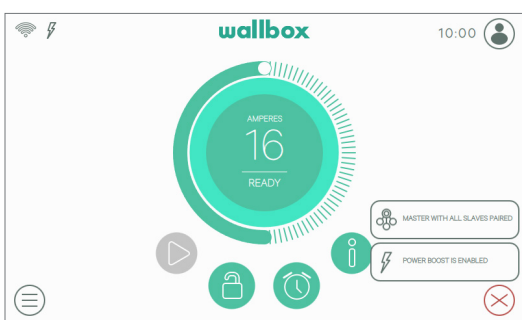 wallbox
10:00
AMPERES
16
READY
MASTER WITH ALL SLAVES PAIRED
POWER BOOST IS ENABLED